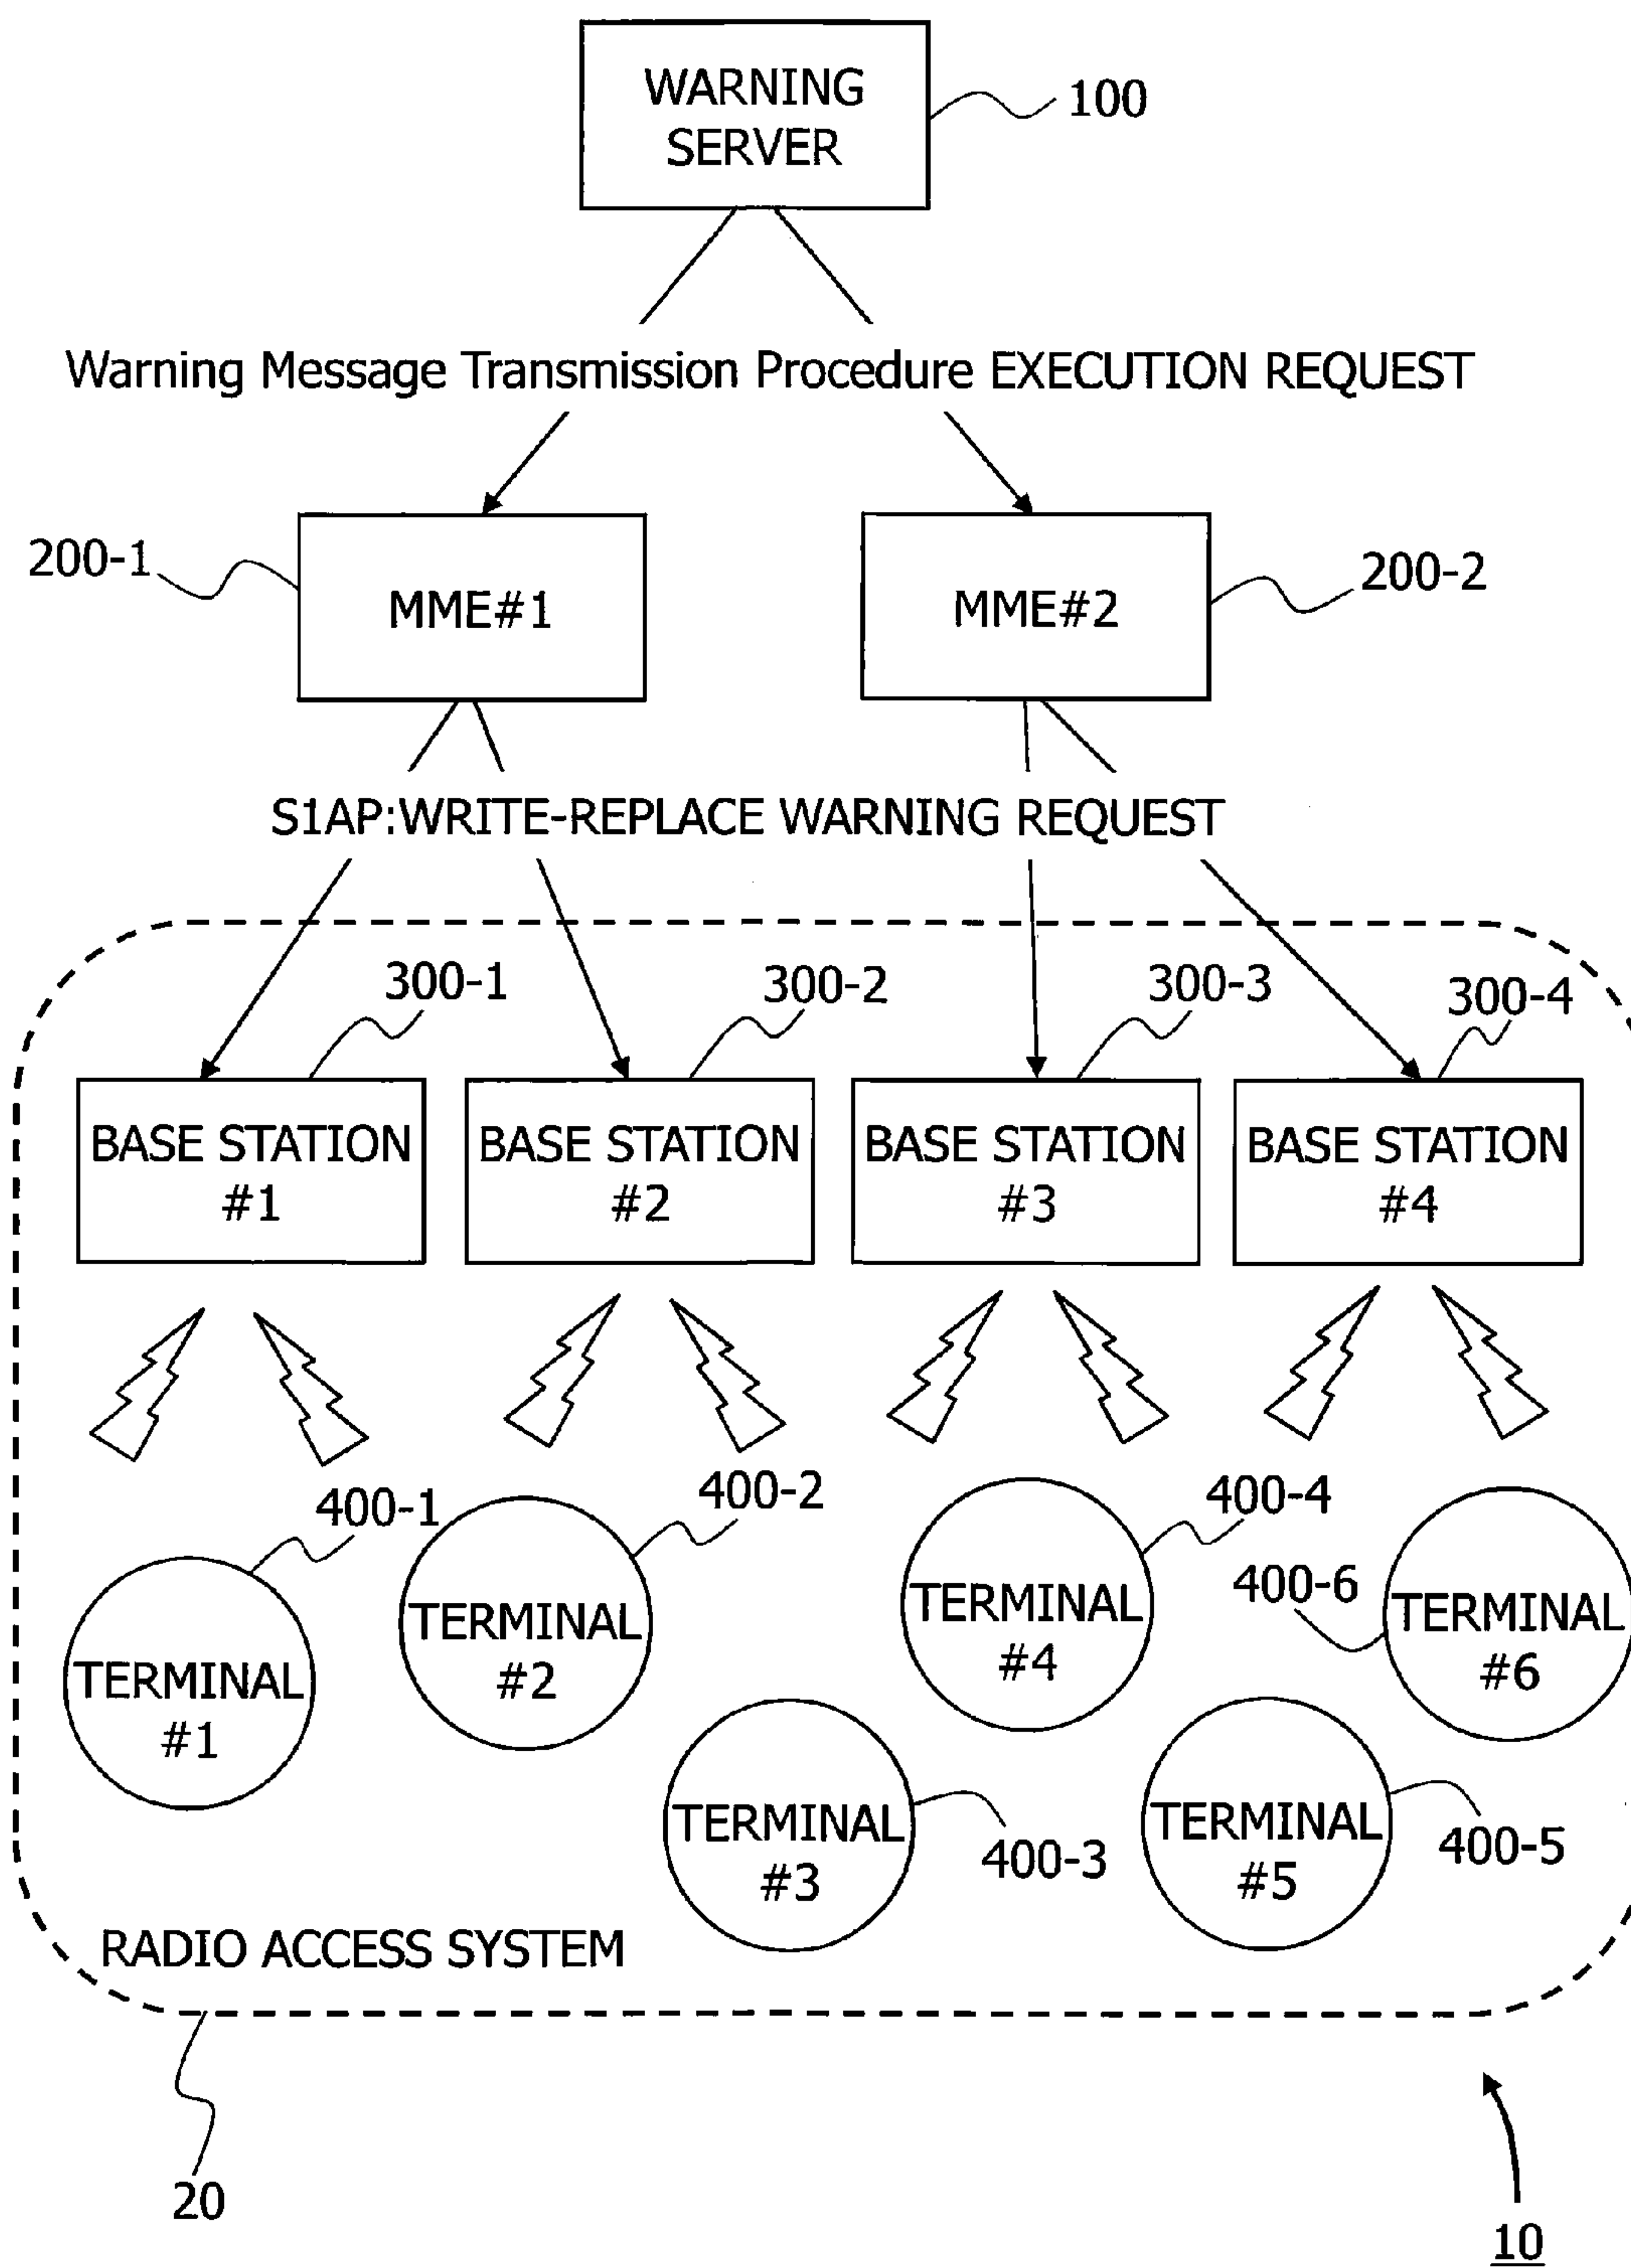 WARNING
SERVER
100
Warning Message Transmission Procedure EXECUTION REQUEST
200-1
MME#1
MME#2
200-2
S1AP:WRITE-REPLACE WARNING REQUEST
300-1
300-2
300-3
300-4
BASE STATION
#1
BASE STATION
#2
BASE STATION
#3
BASE STATION
#4
400-1
400-2
400-4
400-6
TERMINAL
#1
TERMINAL
#2
TERMINAL
#4
TERMINAL
#6
TERMINAL
#3
400-3
TERMINAL
#5
400-5
RADIO ACCESS SYSTEM
20
10